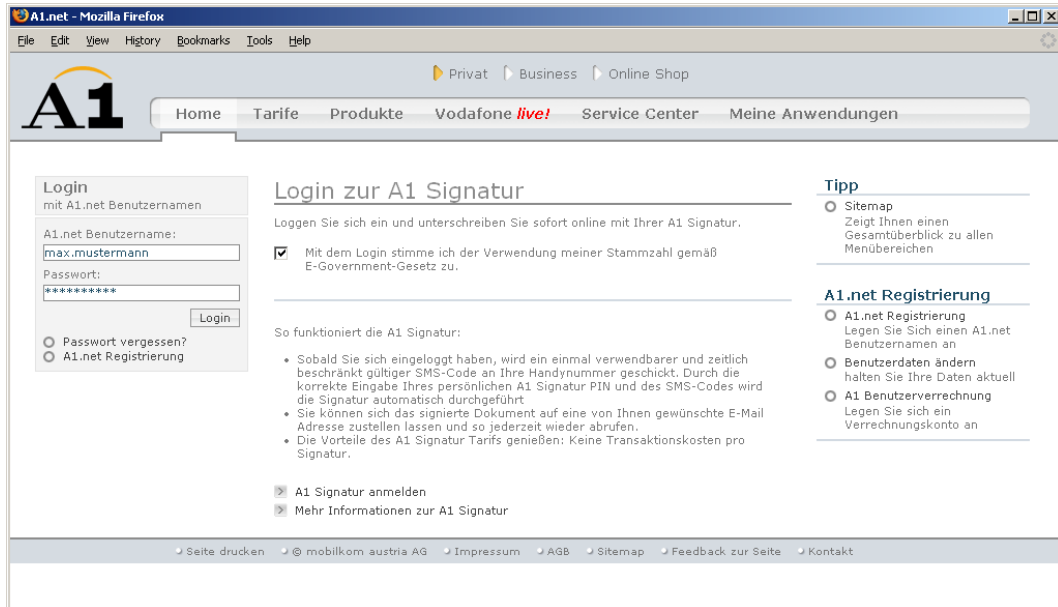 A1.net - Mozilla Firefox
File Edit View History Bookmarks Tools Help
Privat Business Online Shop
A1
Home Tarife Produkte Vodafone live! Service Center Meine Anwendungen
Login
mit A1.net Benutzernamen
A1.net Benutzername:
max.mustermann
Passwort:
**********
Login
Passwort vergessen?
A1.net Registrierung
Login zur A1 Signatur
Loggen Sie sich ein und unterschreiben Sie sofort online mit Ihrer A1 Signatur.
Mit dem Login stimme ich der Verwendung meiner Stammzahl gemäß
E-Government-Gesetz zu.
So funktioniert die A1 Signatur:
• Sobald Sie sich eingeloggt haben, wird ein einmal verwendbarer und zeitlich
beschränkt gültiger SMS-Code an Ihre Handynummer geschickt. Durch die
korrekte Eingabe Ihres persönlichen A1 Signatur PIN und des SMS-Codes wird
die Signatur automatisch durchgeführt
• Sie können sich das signierte Dokument auf eine von Ihnen gewünschte E-Mail
Adresse zustellen lassen und so jederzeit wieder abrufen.
• Die Vorteile des A1 Signatur Tarifs genießen: Keine Transaktionskosten pro
Signatur.
A1 Signatur anmelden
Mehr Informationen zur A1 Signatur
Tipp
Sitemap
Zeigt Ihnen einen
Gesamtüberblick zu allen
Menübereichen
A1.net Registrierung
A1.net Registrierung
Legen Sie Sich einen A1.net
Benutzernamen an
Benutzerdaten ändern
halten Sie Ihre Daten aktuell
A1 Benutzerverrechnung
Legen Sie sich ein
Verrechnungskonto an
Seite drucken © mobilkom austria AG Impressum AGB Sitemap Feedback zur Seite Kontakt